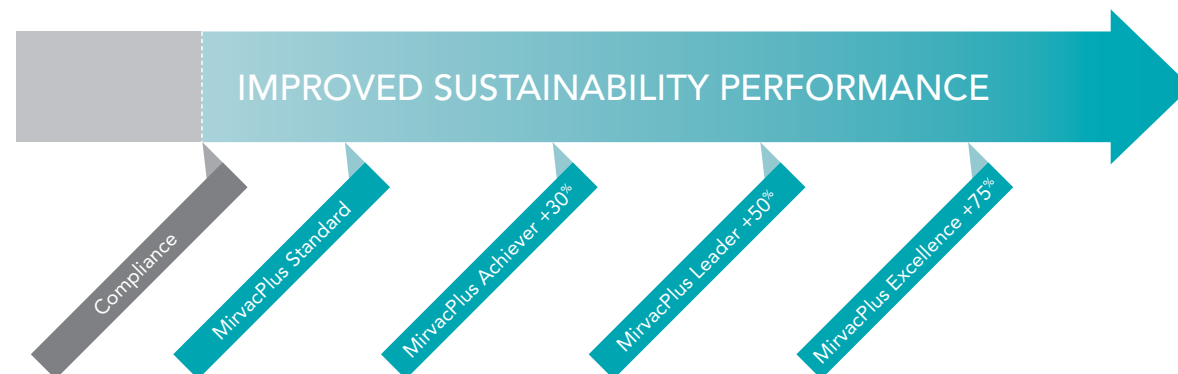 IMPROVED SUSTAINABILITY PERFORMANCE
Compliance
MirvacPlus Standard
MirvacPlus Achiever +30%
MirvacPlus Leader +50%
MirvacPlus Excellence +75%